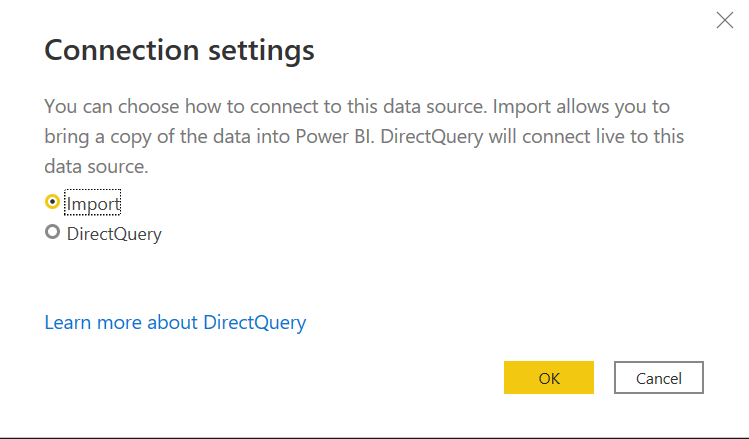 Connection settings
You can choose how to connect to this data source. Import allows you to
bring a copy of the data into Power BI. DirectQuery will connect live to this
data source.
Import
DirectQuery
Learn more about DirectQuery
OK
Cancel